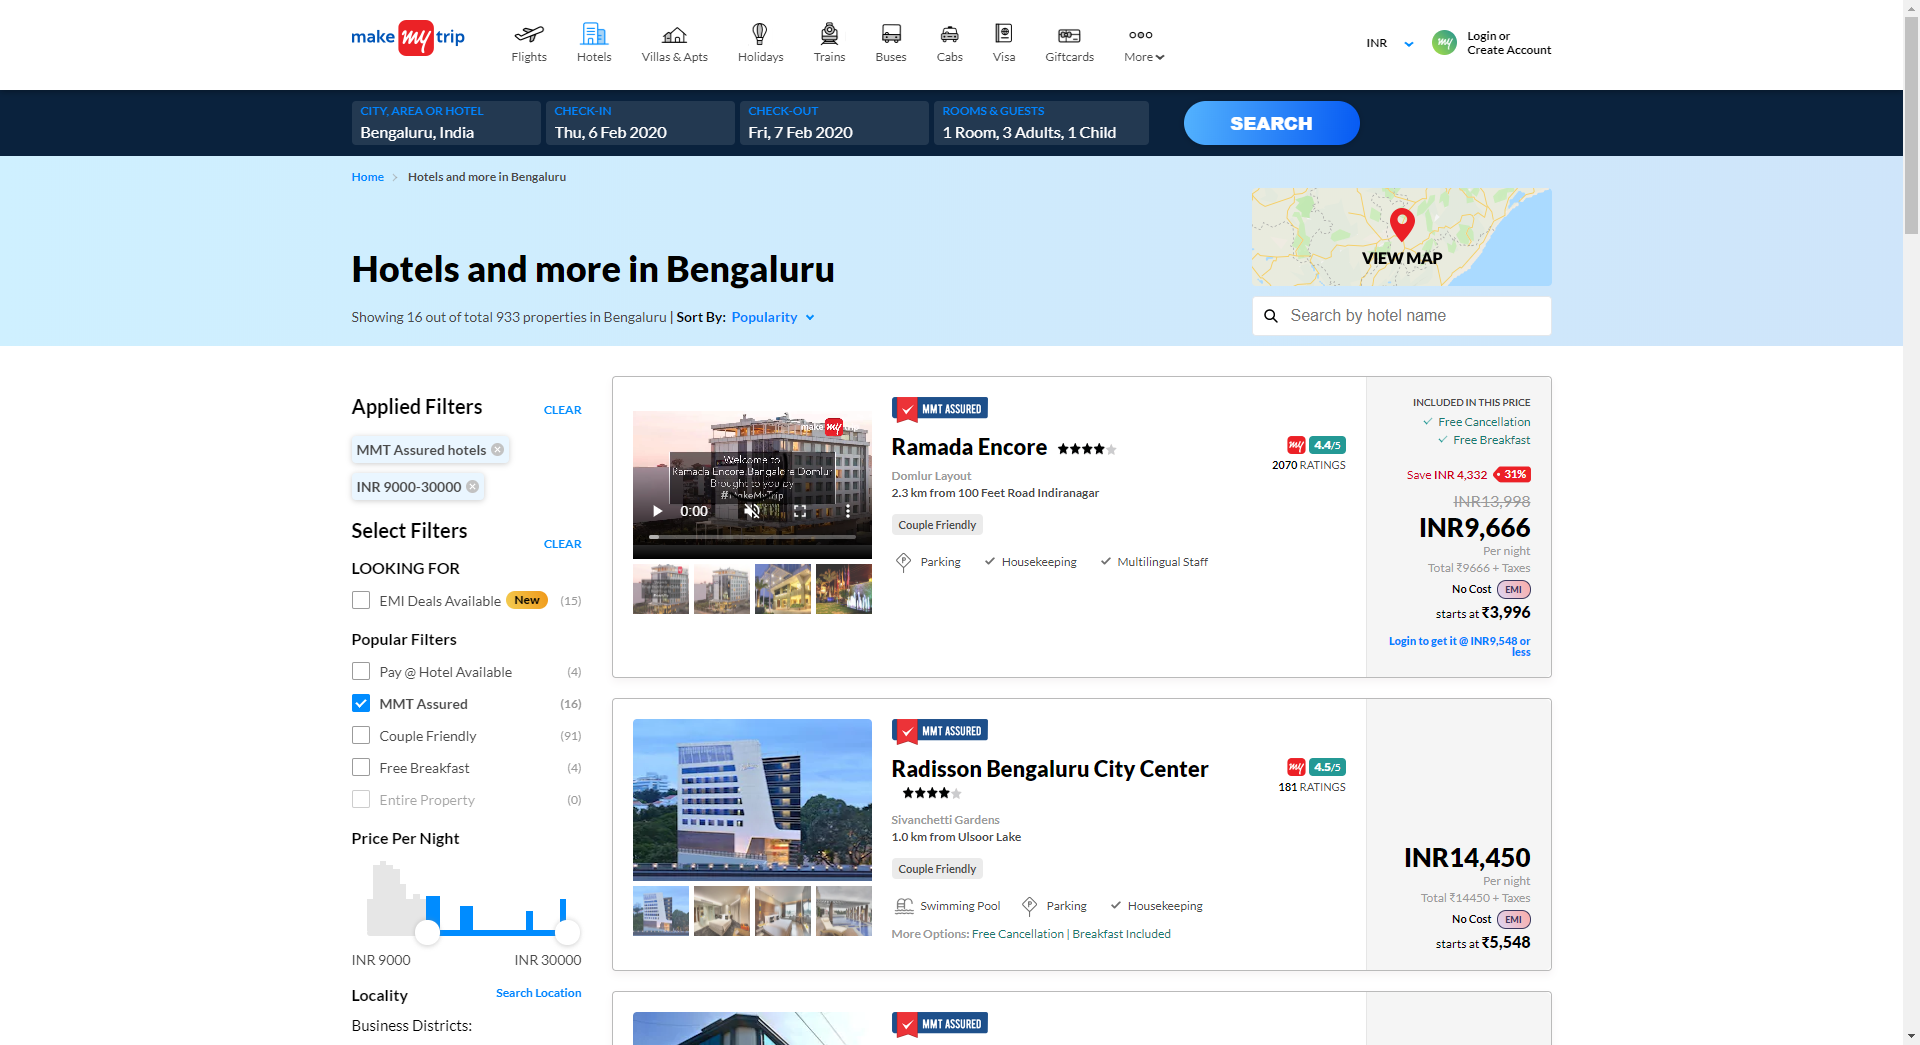 make my trip
Flights
Hotels
Villas & Apts
Holidays
Trains
Buses
Cabs
Visa
Giftcards
More
INR
my
Login or
Create Account
CITY, AREA OR HOTEL
Bengaluru, India
CHECK-IN
Thu, 6 Feb 2020
CHECK-OUT
Fri, 7 Feb 2020
ROOMS & GUESTS
1 Room, 3 Adults, 1 Child
SEARCH
Home
Hotels and more in Bengaluru
VIEW MAP
Hotels and more in Bengaluru
Showing 16 out of total 933 properties in Bengaluru | Sort By: Popularity
Search by hotel name
Applied Filters
CLEAR
MMT Assured hotels
INR 9000-30000
Select Filters
CLEAR
LOOKING FOR
EMI Deals Available New (15)
Popular Filters
Pay @ Hotel Available (4)
MMT Assured (16)
Couple Friendly (91)
Free Breakfast (4)
Entire Property (0)
Price Per Night
INR 9000
INR 30000
Locality
Search Location
Business Districts:
make my trip
Welcome to
Ramada Encore Bangalore Domlur
Brought to you by
#MakeMyTrip
0:00
MMT ASSURED
Ramada Encore
Domlur Layout
2.3 km from 100 Feet Road Indiranagar
Couple Friendly
Parking
Housekeeping
Multilingual Staff
my 4.4/5
2070 RATINGS
INCLUDED IN THIS PRICE
Free Cancellation
Free Breakfast
Save INR 4,332 31%
INR13,998
INR9,666
Per night
Total ₹9666 + Taxes
No Cost EMI
starts at ₹3,996
Login to get it @ INR9,548 or
less
MMT ASSURED
Radisson Bengaluru City Center
Sivanchetti Gardens
1.0 km from Ulsoor Lake
Couple Friendly
Swimming Pool
Parking
Housekeeping
More Options: Free Cancellation | Breakfast Included
my 4.5/5
181 RATINGS
INR14,450
Per night
Total ₹14450 + Taxes
No Cost EMI
starts at ₹5,548
MMT ASSURED